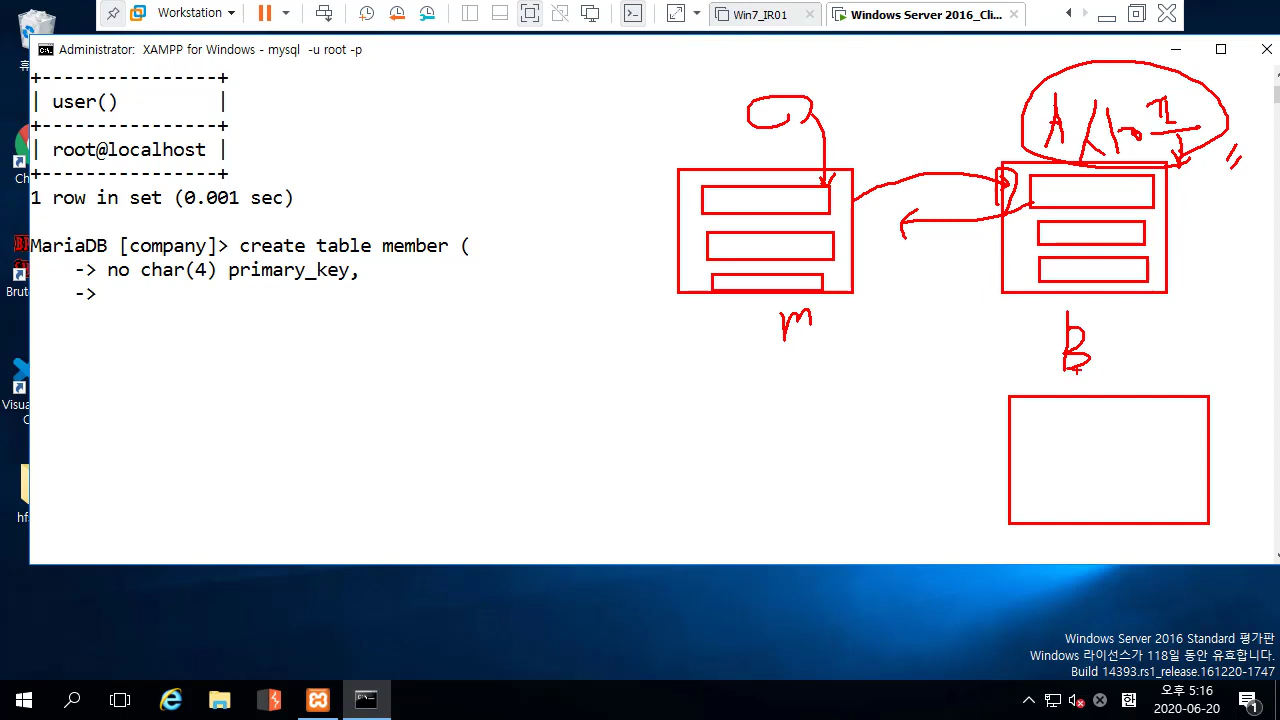 Workstation
Win7_IR01
Windows Server 2016_Cli...
Administrator: XAMPP for Windows - mysql -u root -p
+----------------+
| user() |
+----------------+
| root@localhost |
+----------------+
1 row in set (0.001 sec)
MariaDB [company]> create table member (
-> no char(4) primary_key,
->
m
B
Windows Server 2016 Standard 평가판
Windows 라이선스가 118일 동안 유효합니다.
Build 14393.rs1_release.161220-1747
한
오후 5:16
2020-06-20
1